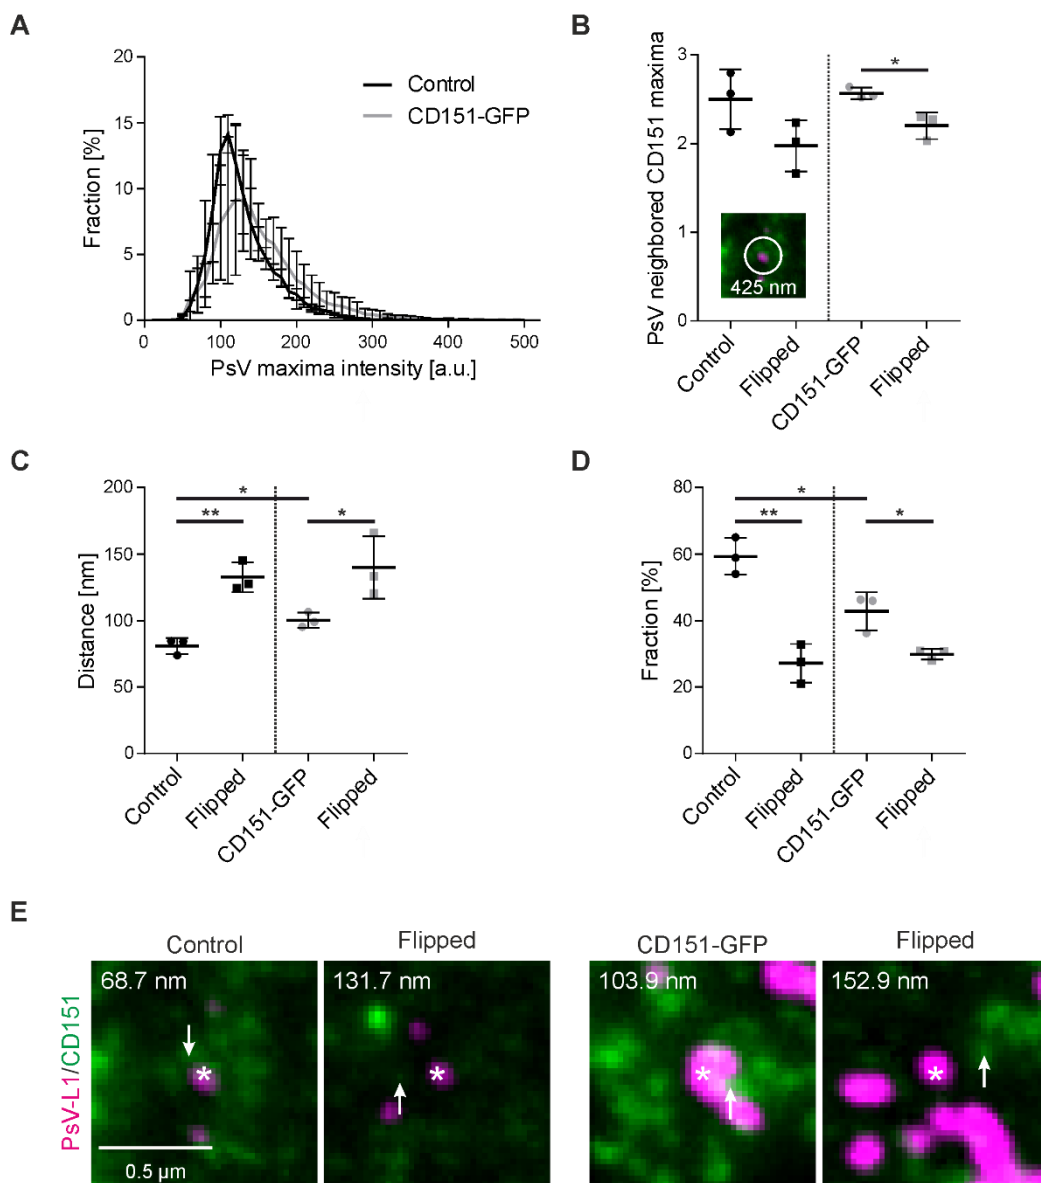 A
Fraction [%]
20
15
10
5
0
Control
CD151-GFP
0
100
200
300
400
500
PsV maxima intensity [a.u.]
B
PsV neighbored CD151 maxima
3
2
1
0
*
425 nm
Control
Flipped
CD151-GFP
Flipped
C
Distance [nm]
200
150
100
50
0
*
** *
Control
Flipped
CD151-GFP
Flipped
D
Fraction [%]
80
60
40
20
0
*
** *
Control
Flipped
CD151-GFP
Flipped
E
PsV-L1/CD151
Control
68.7 nm
*
0.5 µm
Flipped
131.7 nm
*
CD151-GFP
103.9 nm
*
Flipped
152.9 nm
*